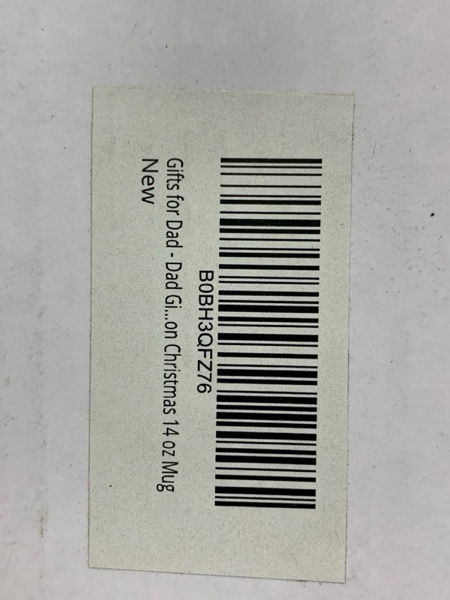 B0BH3QFZ76
Gifts for Dad - Dad Gi...on Christmas 14 oz Mug
New